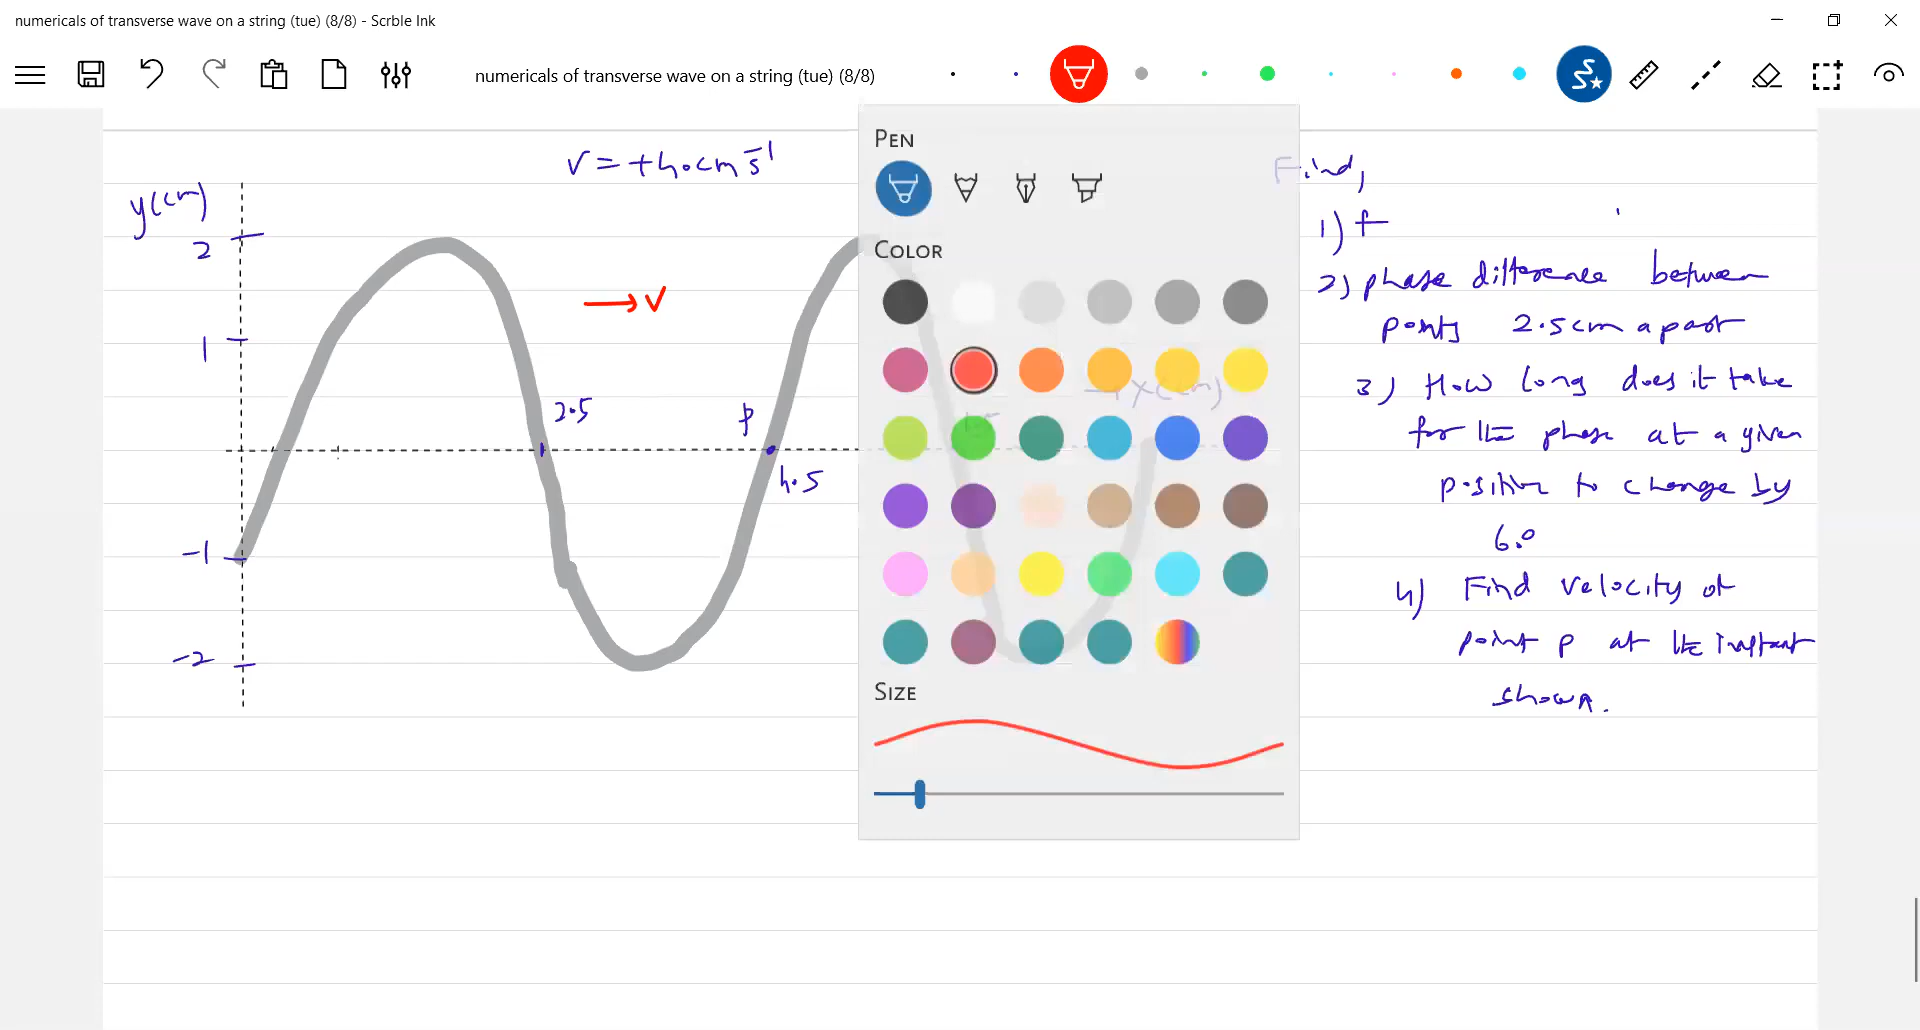 numericals of transverse wave on a string (tue) (8/8) - Scrble Ink
numericals of transverse wave on a string (tue) (8/8)
PEN
COLOR
SIZE
v = +40cm s⁻¹
y(cm)
2
1
-1
-2
→ v
2.5
P
4.5
x(cm)
Find,
1) f
2) phase difference between
points 2.5cm apart
3) How long does it take
for the phase at a given
position to change by
60
4) Find velocity of
point P at the instant
shown.